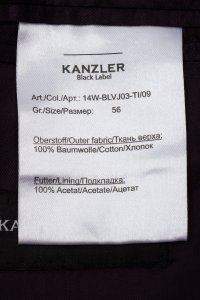 KANZLER
Black Label
Art./Col./Арт.: 14W-BLVJ03-TI/09
Gr./Size/Размер: 56
Oberstoff/Outer fabric/Ткань верха:
100% Baumwolle/Cotton/Хлопок
Futter/Lining/Подкладка:
100% Acetat/Acetate/Ацетат
KANZLER